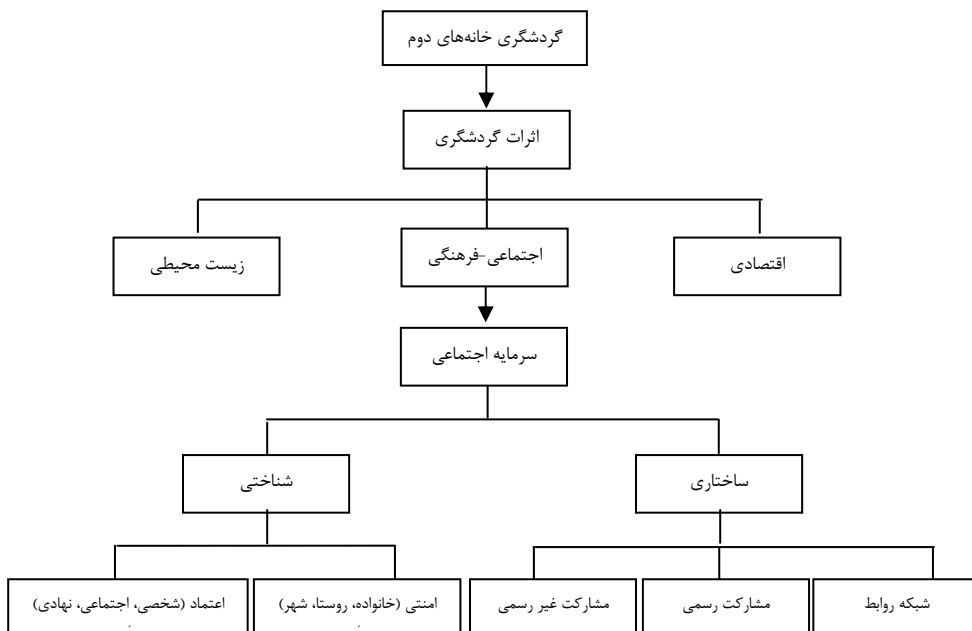 گردشگری خانه‌های دوم
اثرات گردشگری
اقتصادی
اجتماعی-فرهنگی
زیست محیطی
سرمایه اجتماعی
ساختاری
شناختی
شبکه روابط
مشارکت رسمی
مشارکت غیر رسمی
امنتی (خانواده، روستا، شهر)
اعتماد (شخصی، اجتماعی، نهادی)